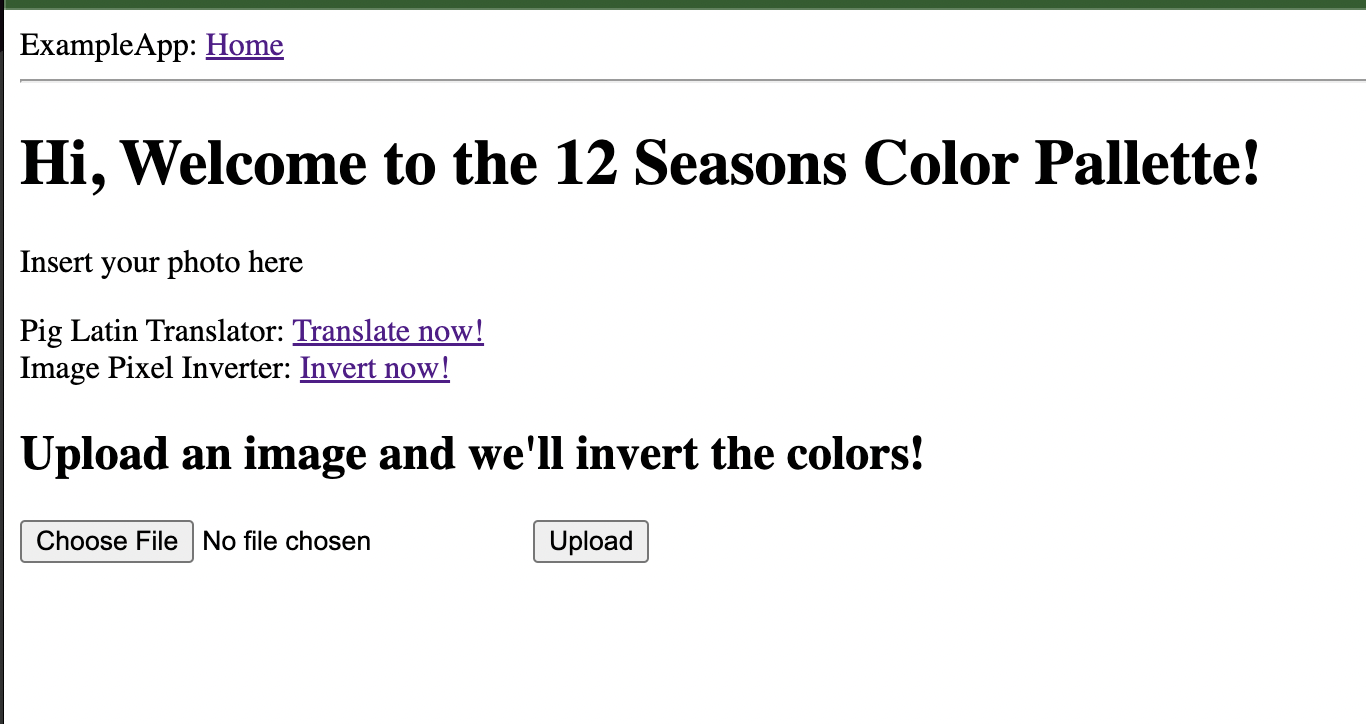 ExampleApp: Home
Hi, Welcome to the 12 Seasons Color Pallette!
Insert your photo here
Pig Latin Translator: Translate now!
Image Pixel Inverter: Invert now!
Upload an image and we'll invert the colors!
Choose File No file chosen Upload